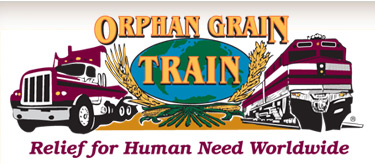 ORPHAN GRAIN
TRAIN
®
Relief for Human Need Worldwide